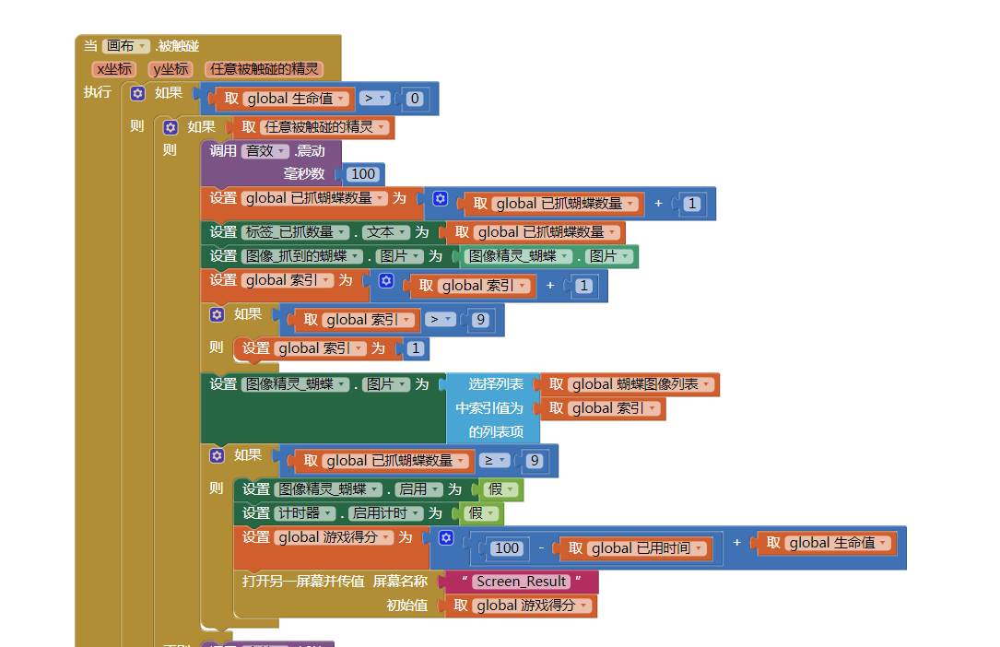 当 画布 .被触碰
x坐标 y坐标 任意被触碰的精灵
执行 如果 取 global 生命值 > 0
则 如果 取 任意被触碰的精灵
则 调用 音效 .震动
毫秒数 100
设置 global 已抓蝴蝶数量 为 取 global 已抓蝴蝶数量 + 1
设置 标签_已抓数量 . 文本 为 取 global 已抓蝴蝶数量
设置 图像_抓到的蝴蝶 . 图片 为 图像精灵_蝴蝶 . 图片
设置 global 索引 为 取 global 索引 + 1
如果 取 global 索引 > 9
则 设置 global 索引 为 1
设置 图像精灵_蝴蝶 . 图片 为 选择列表 取 global 蝴蝶图像列表
中索引值为 取 global 索引
的列表项
如果 取 global 已抓蝴蝶数量 ≥ 9
则 设置 图像精灵_蝴蝶 . 启用 为 假
设置 计时器 . 启用计时 为 假
设置 global 游戏得分 为 100 - 取 global 已用时间 + 取 global 生命值
打开另一屏幕并传值 屏幕名称 " Screen_Result "
初始值 取 global 游戏得分